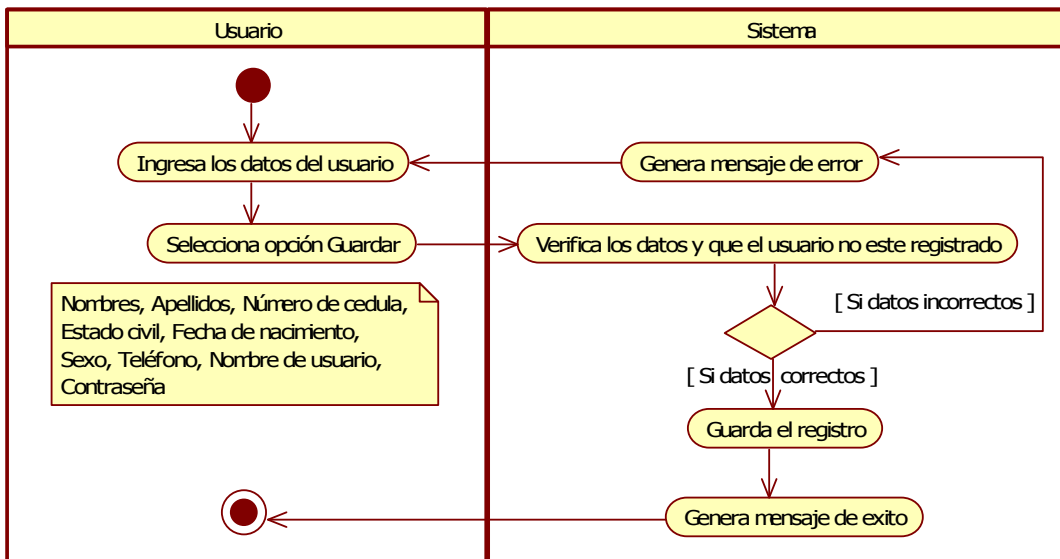 Usuario
Sistema
Ingresa los datos del usuario
Genera mensaje de error
Selecciona opción Guardar
Verifica los datos y que el usuario no este registrado
Nombres, Apellidos, Número de cedula,
Estado civil, Fecha de nacimiento,
Sexo, Teléfono, Nombre de usuario,
Contraseña
[ Si datos incorrectos ]
[ Si datos correctos ]
Guarda el registro
Genera mensaje de exito